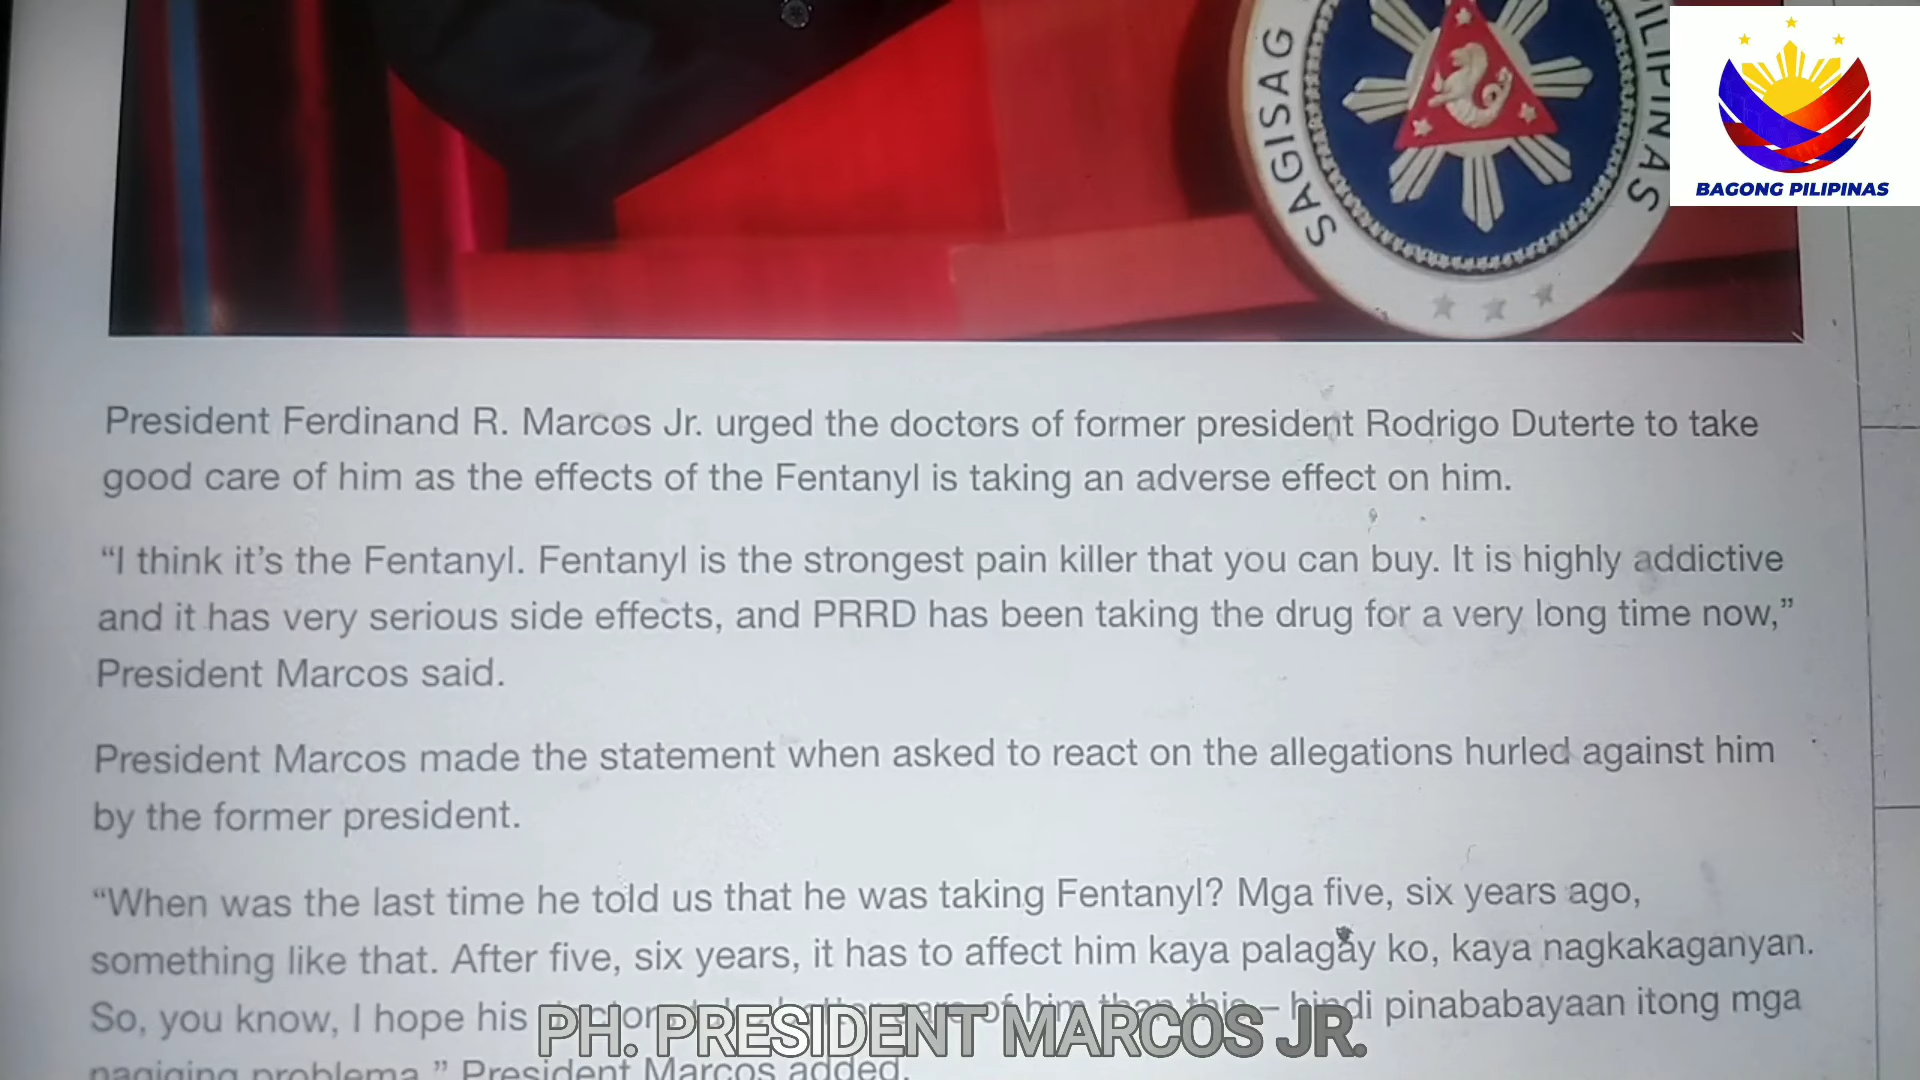 SAGISAG
PILIPINAS
BAGONG PILIPINAS
President Ferdinand R. Marcos Jr. urged the doctors of former president Rodrigo Duterte to take
good care of him as the effects of the Fentanyl is taking an adverse effect on him.
“I think it’s the Fentanyl. Fentanyl is the strongest pain killer that you can buy. It is highly addictive
and it has very serious side effects, and PRRD has been taking the drug for a very long time now,”
President Marcos said.
President Marcos made the statement when asked to react on the allegations hurled against him
by the former president.
“When was the last time he told us that he was taking Fentanyl? Mga five, six years ago,
something like that. After five, six years, it has to affect him kaya palagay ko, kaya nagkakaganyan.
So, you know, I hope his of him than this – hindi pinababayaan itong mga
PH. PRESIDENT MARCOS JR.
nagiging problema,” President Marcos added.